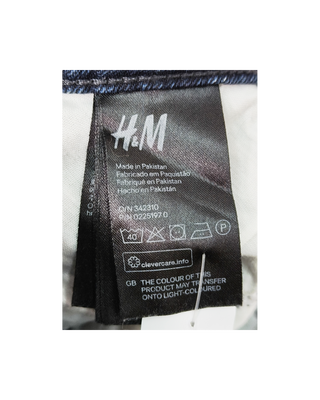 H&M
Made in Pakistan
Fabricado em Paquistão
Fabriqué en Pakistan
Hecho en Pakistán
O/N 342310
P/N 0225197.0
40
P
clevercare.info
GB THE COLOUR OF THIS
PRODUCT MAY TRANSFER
ONTO LIGHT-COLOURED